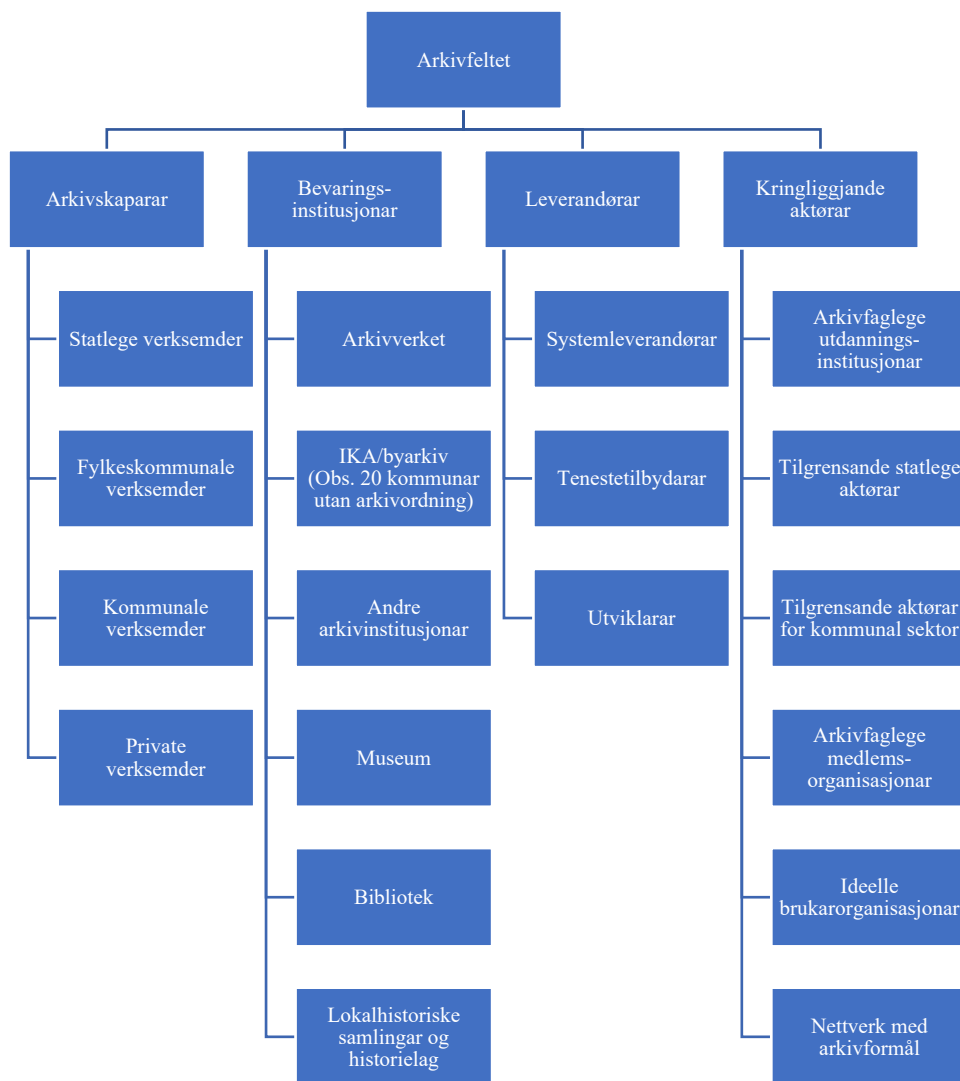 Arkivfeltet
Arkivskaparar
Statlege verksemder
Fylkeskommunale
verksemder
Kommunale
verksemder
Private
verksemder
Bevarings-
institusjonar
Arkivverket
IKA/byarkiv
(Obs. 20 kommunar
utan arkivordning)
Andre
arkivinstitusjonar
Museum
Bibliotek
Lokalhistoriske
samlingar og
historielag
Leverandørar
Systemleverandørar
Tenestetilbydarar
Utviklarar
Kringliggjande
aktørar
Arkivfaglege
utdannings-
institusjonar
Tilgrensande statlege
aktørar
Tilgrensande aktørar
for kommunal sektor
Arkivfaglege
medlems-
organisasjonar
Ideelle
brukarorganisasjonar
Nettverk med
arkivformål